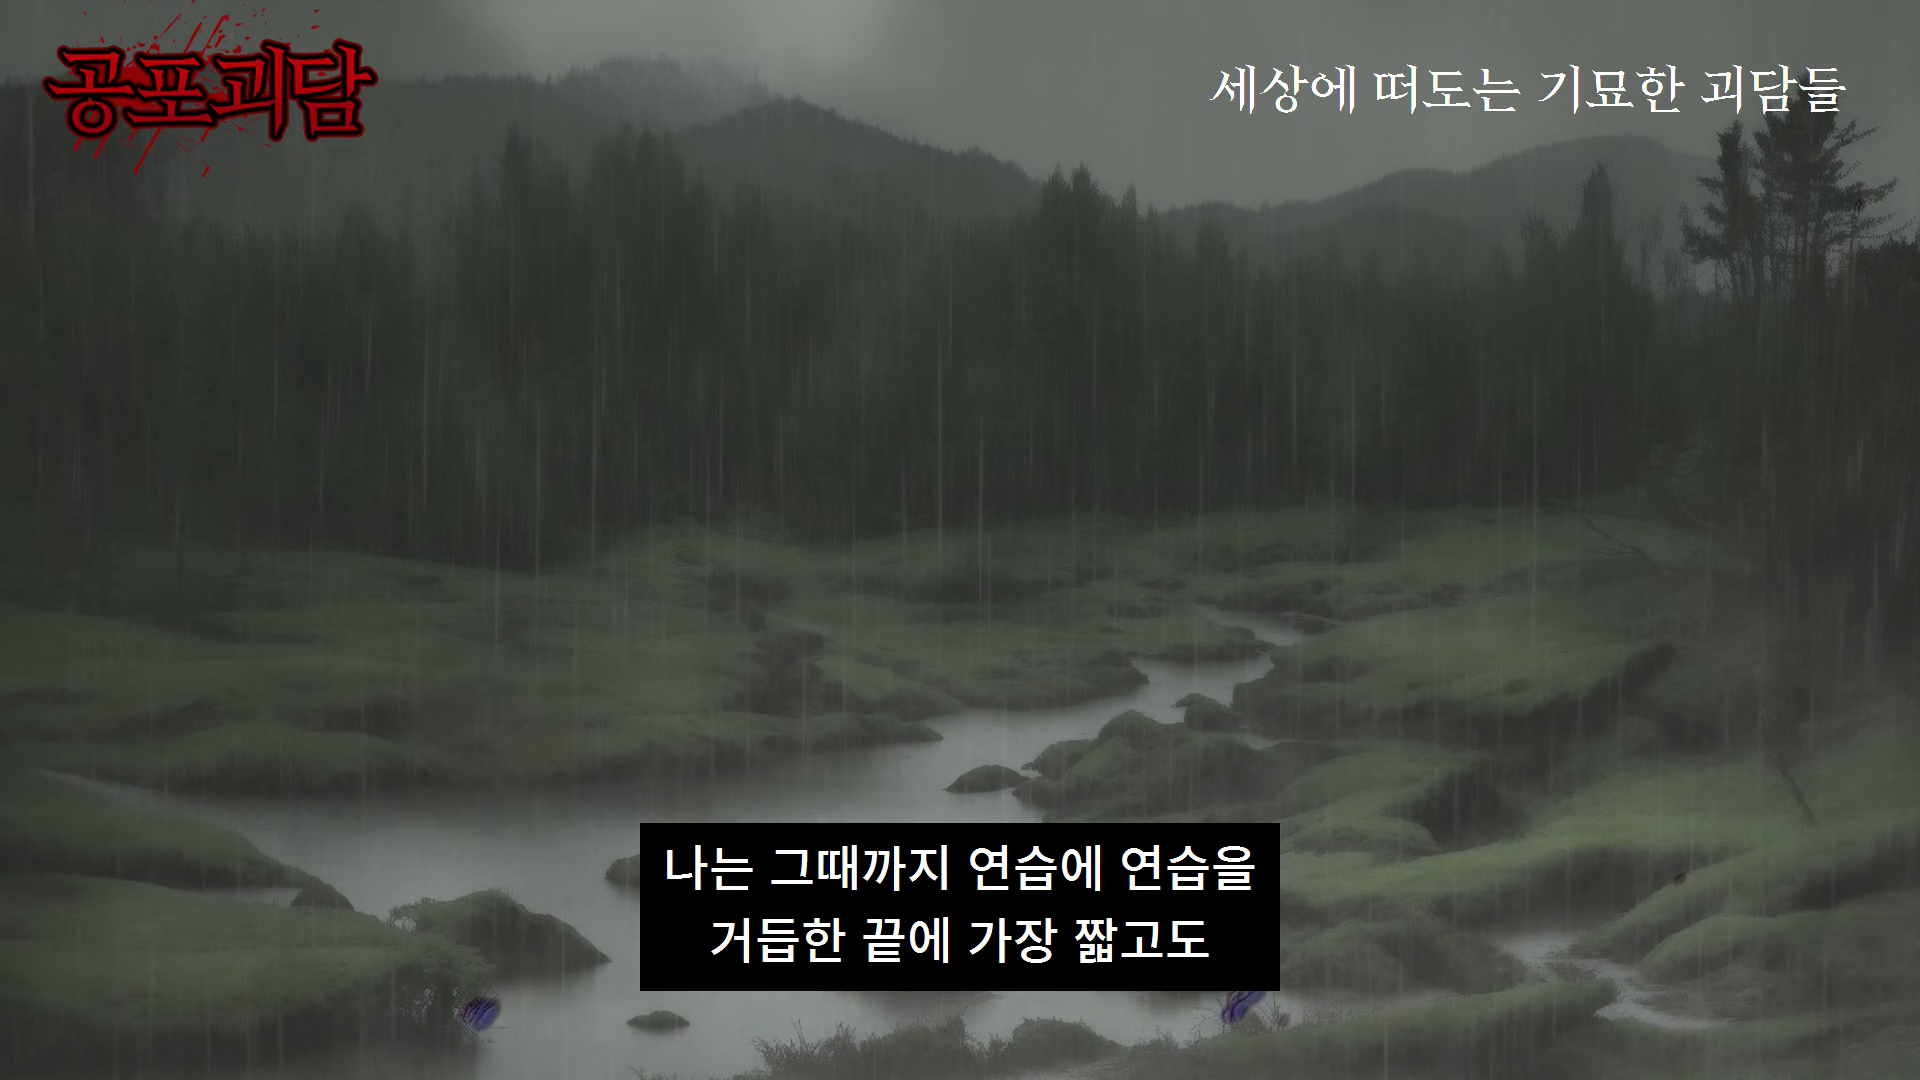 공포괴담
세상에 떠도는 기묘한 괴담들
나는 그때까지 연습에 연습을
거듭한 끝에 가장 짧고도